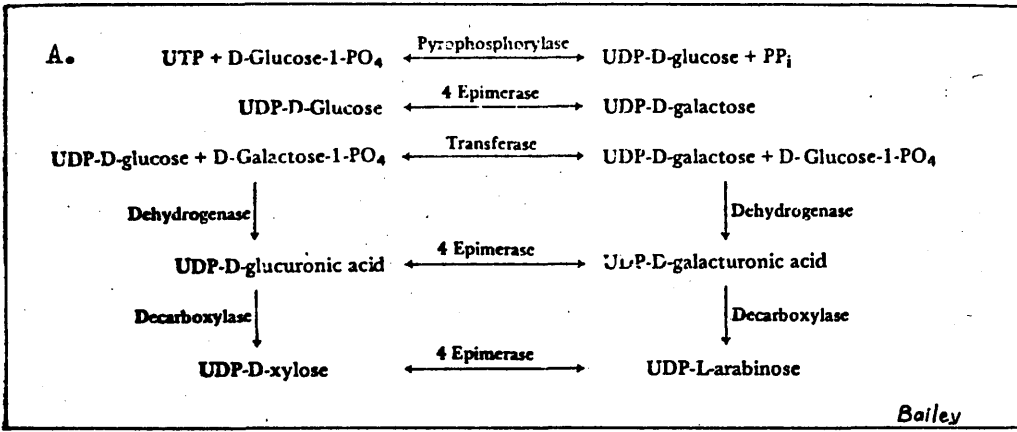 A. UTP + D-Glucose-1-PO₄ Pyrophosphorylase UDP-D-glucose + PPᵢ
UDP-D-Glucose 4 Epimerase UDP-D-galactose
UDP-D-glucose + D-Galactose-1-PO₄ Transferase UDP-D-galactose + D-Glucose-1-PO₄
Dehydrogenase Dehydrogenase
UDP-D-glucuronic acid 4 Epimerase UDP-D-galacturonic acid
Decarboxylase Decarboxylase
UDP-D-xylose 4 Epimerase UDP-L-arabinose
Bailey